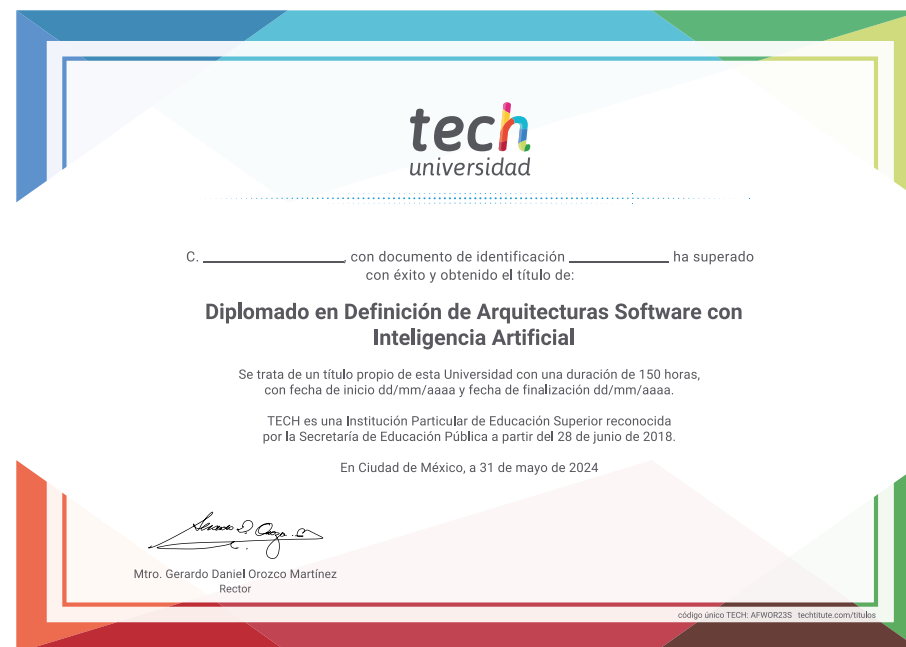 tech
universidad
C. ________________, con documento de identificación ____________ ha superado
con éxito y obtenido el título de:
Diplomado en Definición de Arquitecturas Software con
Inteligencia Artificial
Se trata de un título propio de esta Universidad con una duración de 150 horas,
con fecha de inicio dd/mm/aaaa y fecha de finalización dd/mm/aaaa.
TECH es una Institución Particular de Educación Superior reconocida
por la Secretaría de Educación Pública a partir del 28 de junio de 2018.
En Ciudad de México, a 31 de mayo de 2024
Mtro. Gerardo Daniel Orozco Martínez
Rector
código único TECH: AFWOR23S techtitute.com/titulos